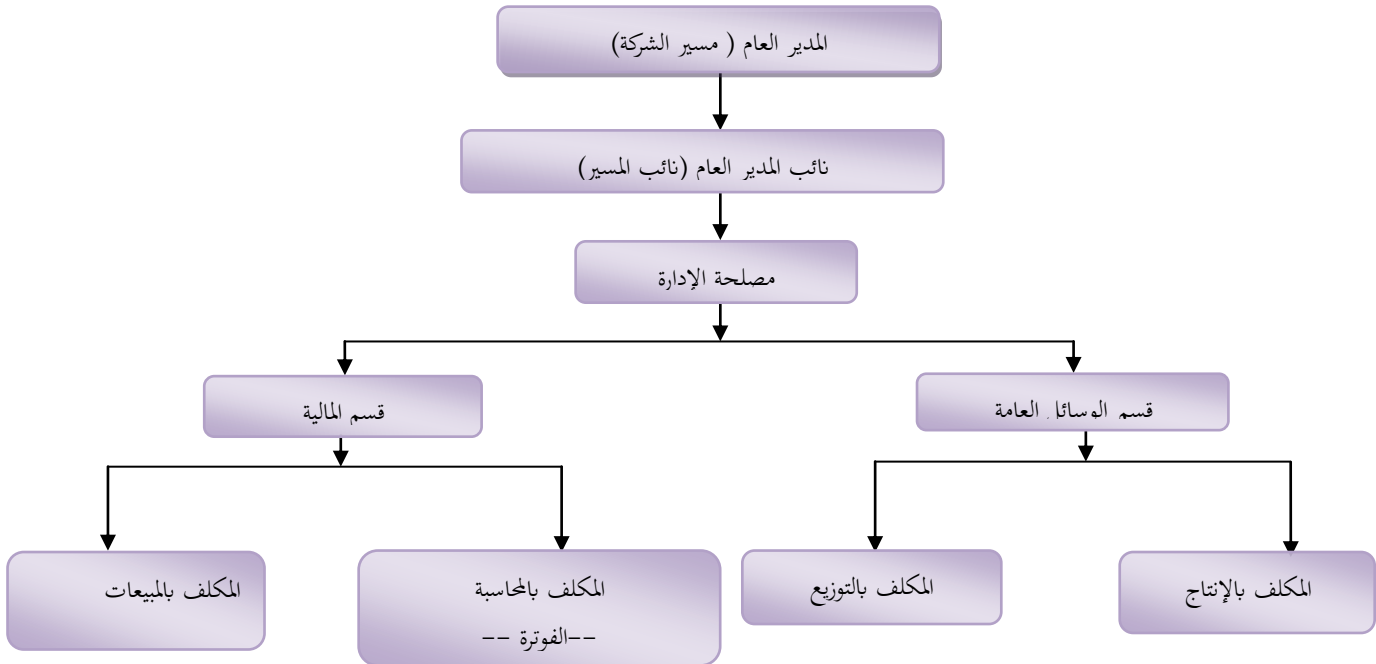 المدير العام ( مسير الشركة)
نائب المدير العام (نائب المسير)
مصلحة الإدارة
قسم الوسائل العامة
قسم المالية
المكلف بالإنتاج
المكلف بالتوزيع
المكلف بالمحاسبة
--الفوترة --
المكلف بالمبيعات